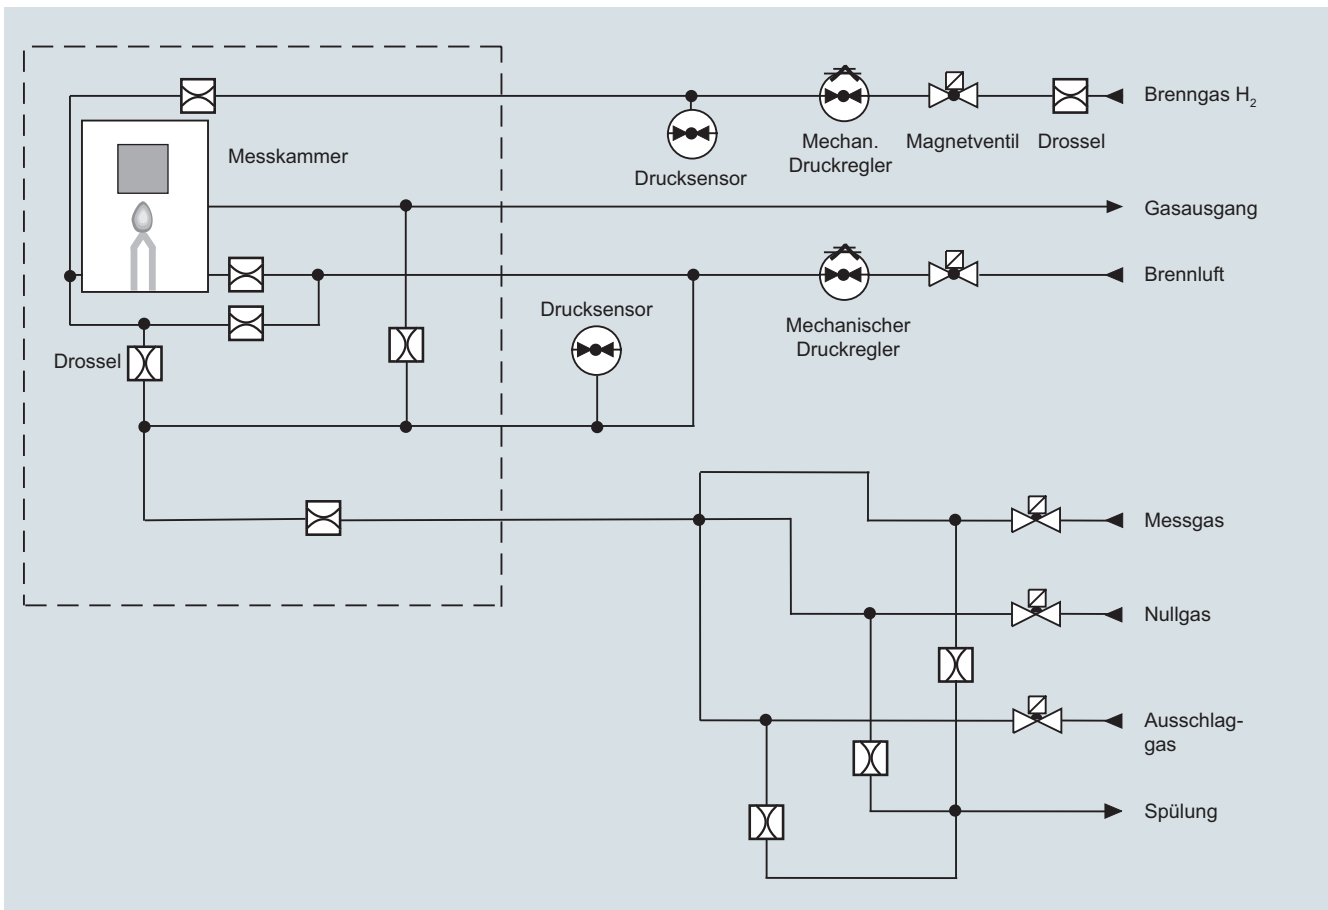 Brenngas H2
Messkammer
Mechan.
Druckregler
Magnetventil
Drossel
Drucksensor
Gasausgang
Brennluft
Drucksensor
Mechanischer
Druckregler
Drossel
Messgas
Nullgas
Ausschlag-
gas
Spülung